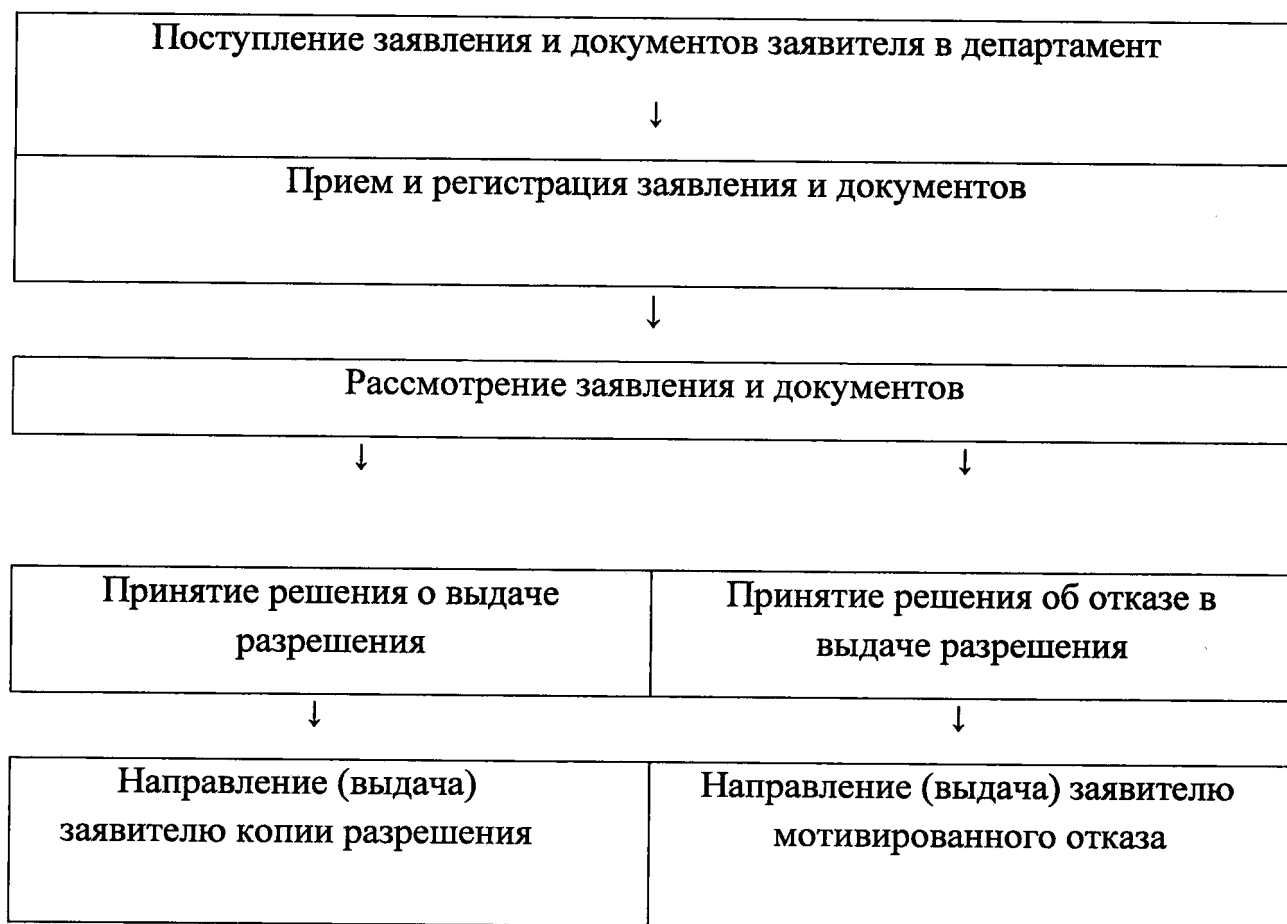 Поступление заявления и документов заявителя в департамент
↓
Прием и регистрация заявления и документов
↓
Рассмотрение заявления и документов
↓ ↓
Принятие решения о выдаче
разрешения
Принятие решения об отказе в
выдаче разрешения
↓ ↓
Направление (выдача)
заявителю копии разрешения
Направление (выдача) заявителю
мотивированного отказа